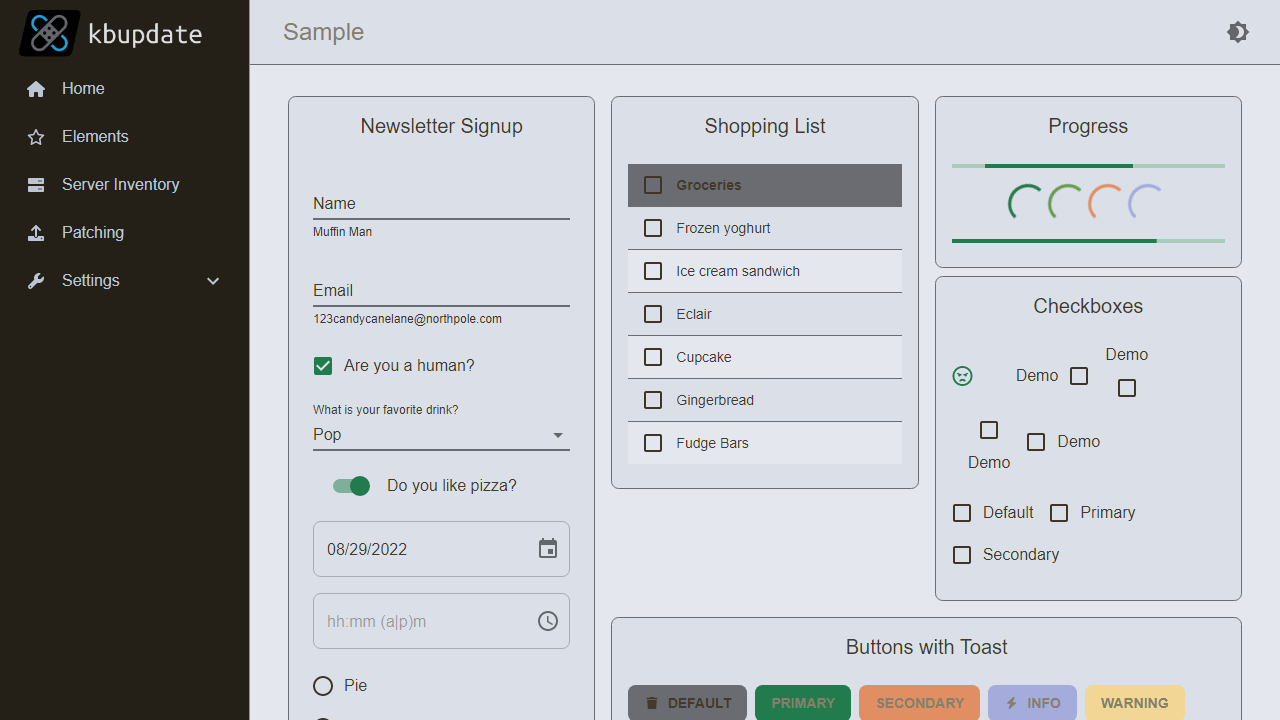 kbupdate
Home
Elements
Server Inventory
Patching
Settings
Sample
Newsletter Signup
Name
Muffin Man
Email
123candycanelane@northpole.com
Are you a human?
What is your favorite drink?
Pop
Do you like pizza?
08/29/2022
hh:mm (a|p)m
Pie
Shopping List
Groceries
Frozen yoghurt
Ice cream sandwich
Eclair
Cupcake
Gingerbread
Fudge Bars
Progress
Checkboxes
Demo
Demo
Demo
Demo
Default Primary
Secondary
Buttons with Toast
DEFAULT PRIMARY SECONDARY INFO WARNING